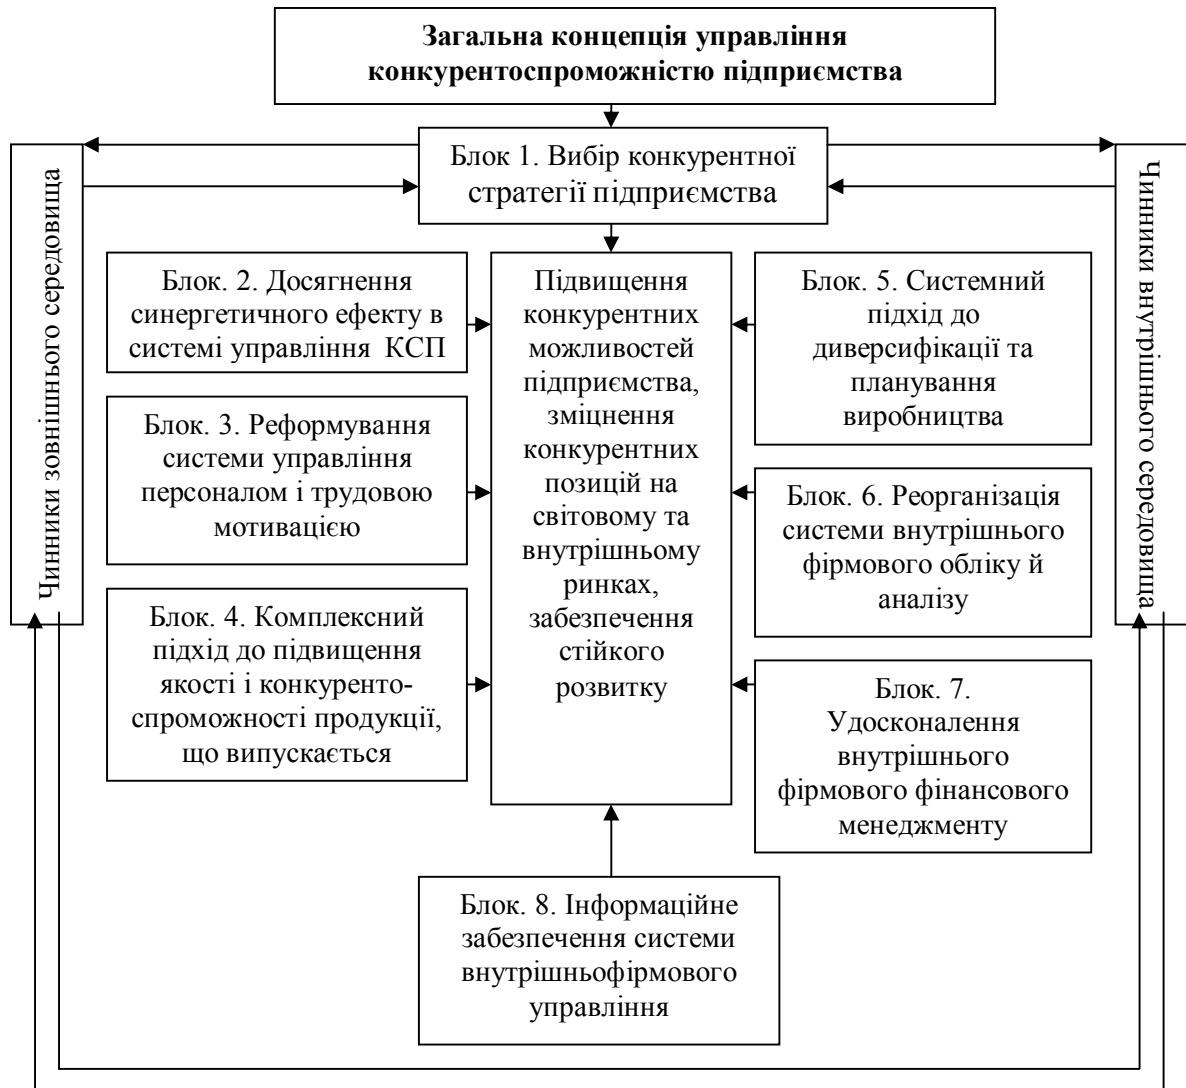 Загальна концепція управління
конкурентоспроможністю підприємства
Блок 1. Вибір конкурентної
стратегії підприємства
Чинники зовнішнього середовища
Чинники внутрішнього середовища
Блок. 2. Досягнення
синергетичного ефекту в
системі управління КСП
Блок. 3. Реформування
системи управління
персоналом і трудовою
мотивацією
Блок. 4. Комплексний
підхід до підвищення
якості і конкуренто-
спроможності продукції,
що випускається
Підвищення
конкурентних
можливостей
підприємства,
зміцнення
конкурентних
позицій на
світовому та
внутрішньому
ринках,
забезпечення
стійкого
розвитку
Блок. 5. Системний
підхід до
диверсифікації та
планування
виробництва
Блок. 6. Реорганізація
системи внутрішнього
фірмового обліку й
аналізу
Блок. 7.
Удосконалення
внутрішнього
фірмового фінансового
менеджменту
Блок. 8. Інформаційне
забезпечення системи
внутрішньофірмового
управління